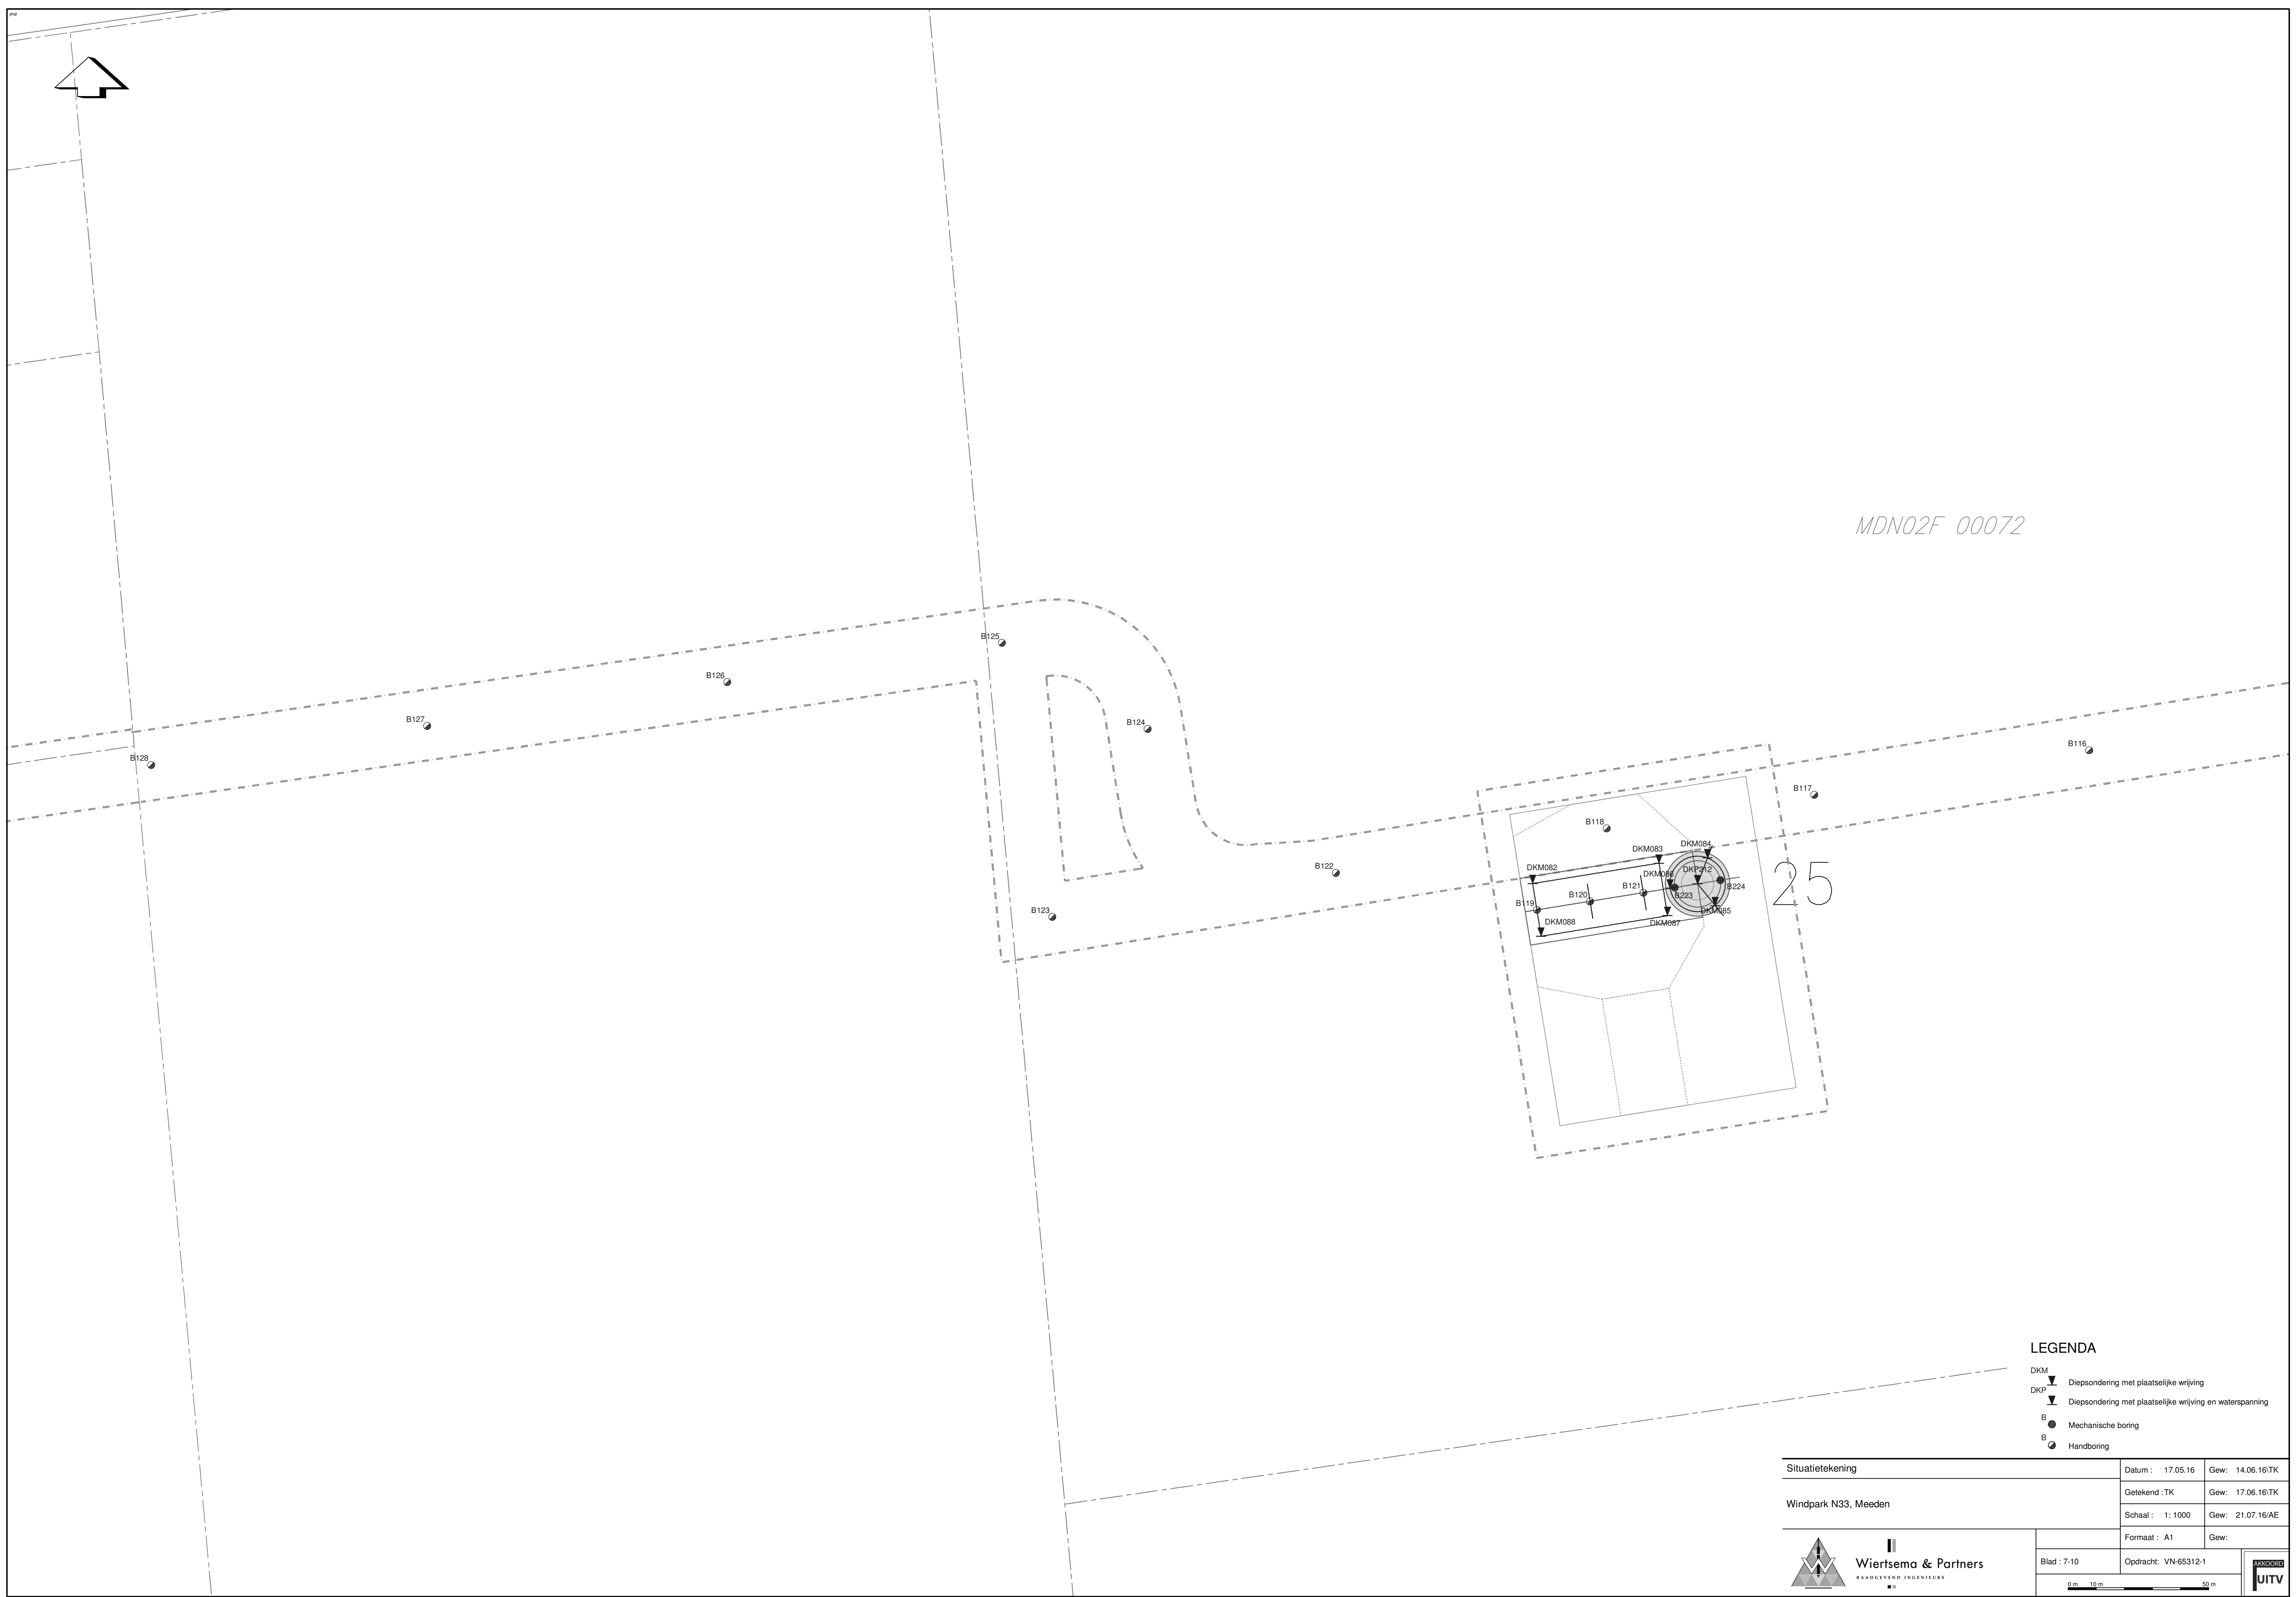 MDN02F 00072
B125
B126
B127
B124
B128
B116
B117
B118
DKM084
DKM083
DKM082
B122
DKP212
DKM086
B121
B224
B120
B223
B119
DKM085
B123
DKM088
DKM087
25
LEGENDA
DKM
Diepsondering met plaatselijke wrijving
DKP
Diepsondering met plaatselijke wrijving en waterspanning
B
Mechanische boring
B
Handboring
Situatietekening
Datum : 17.05.16 Gew: 14.06.16\TK
Getekend : TK Gew: 17.06.16\TK
Windpark N33, Meeden
Schaal : 1: 1000 Gew: 21.07.16/AE
Formaat : A1 Gew:
Wiertsema & Partners
RAADGEVEND INGENIEURS
Blad : 7-10 Opdracht: VN-65312-1
AKKOORD
UITV
0 m 10 m 50 m